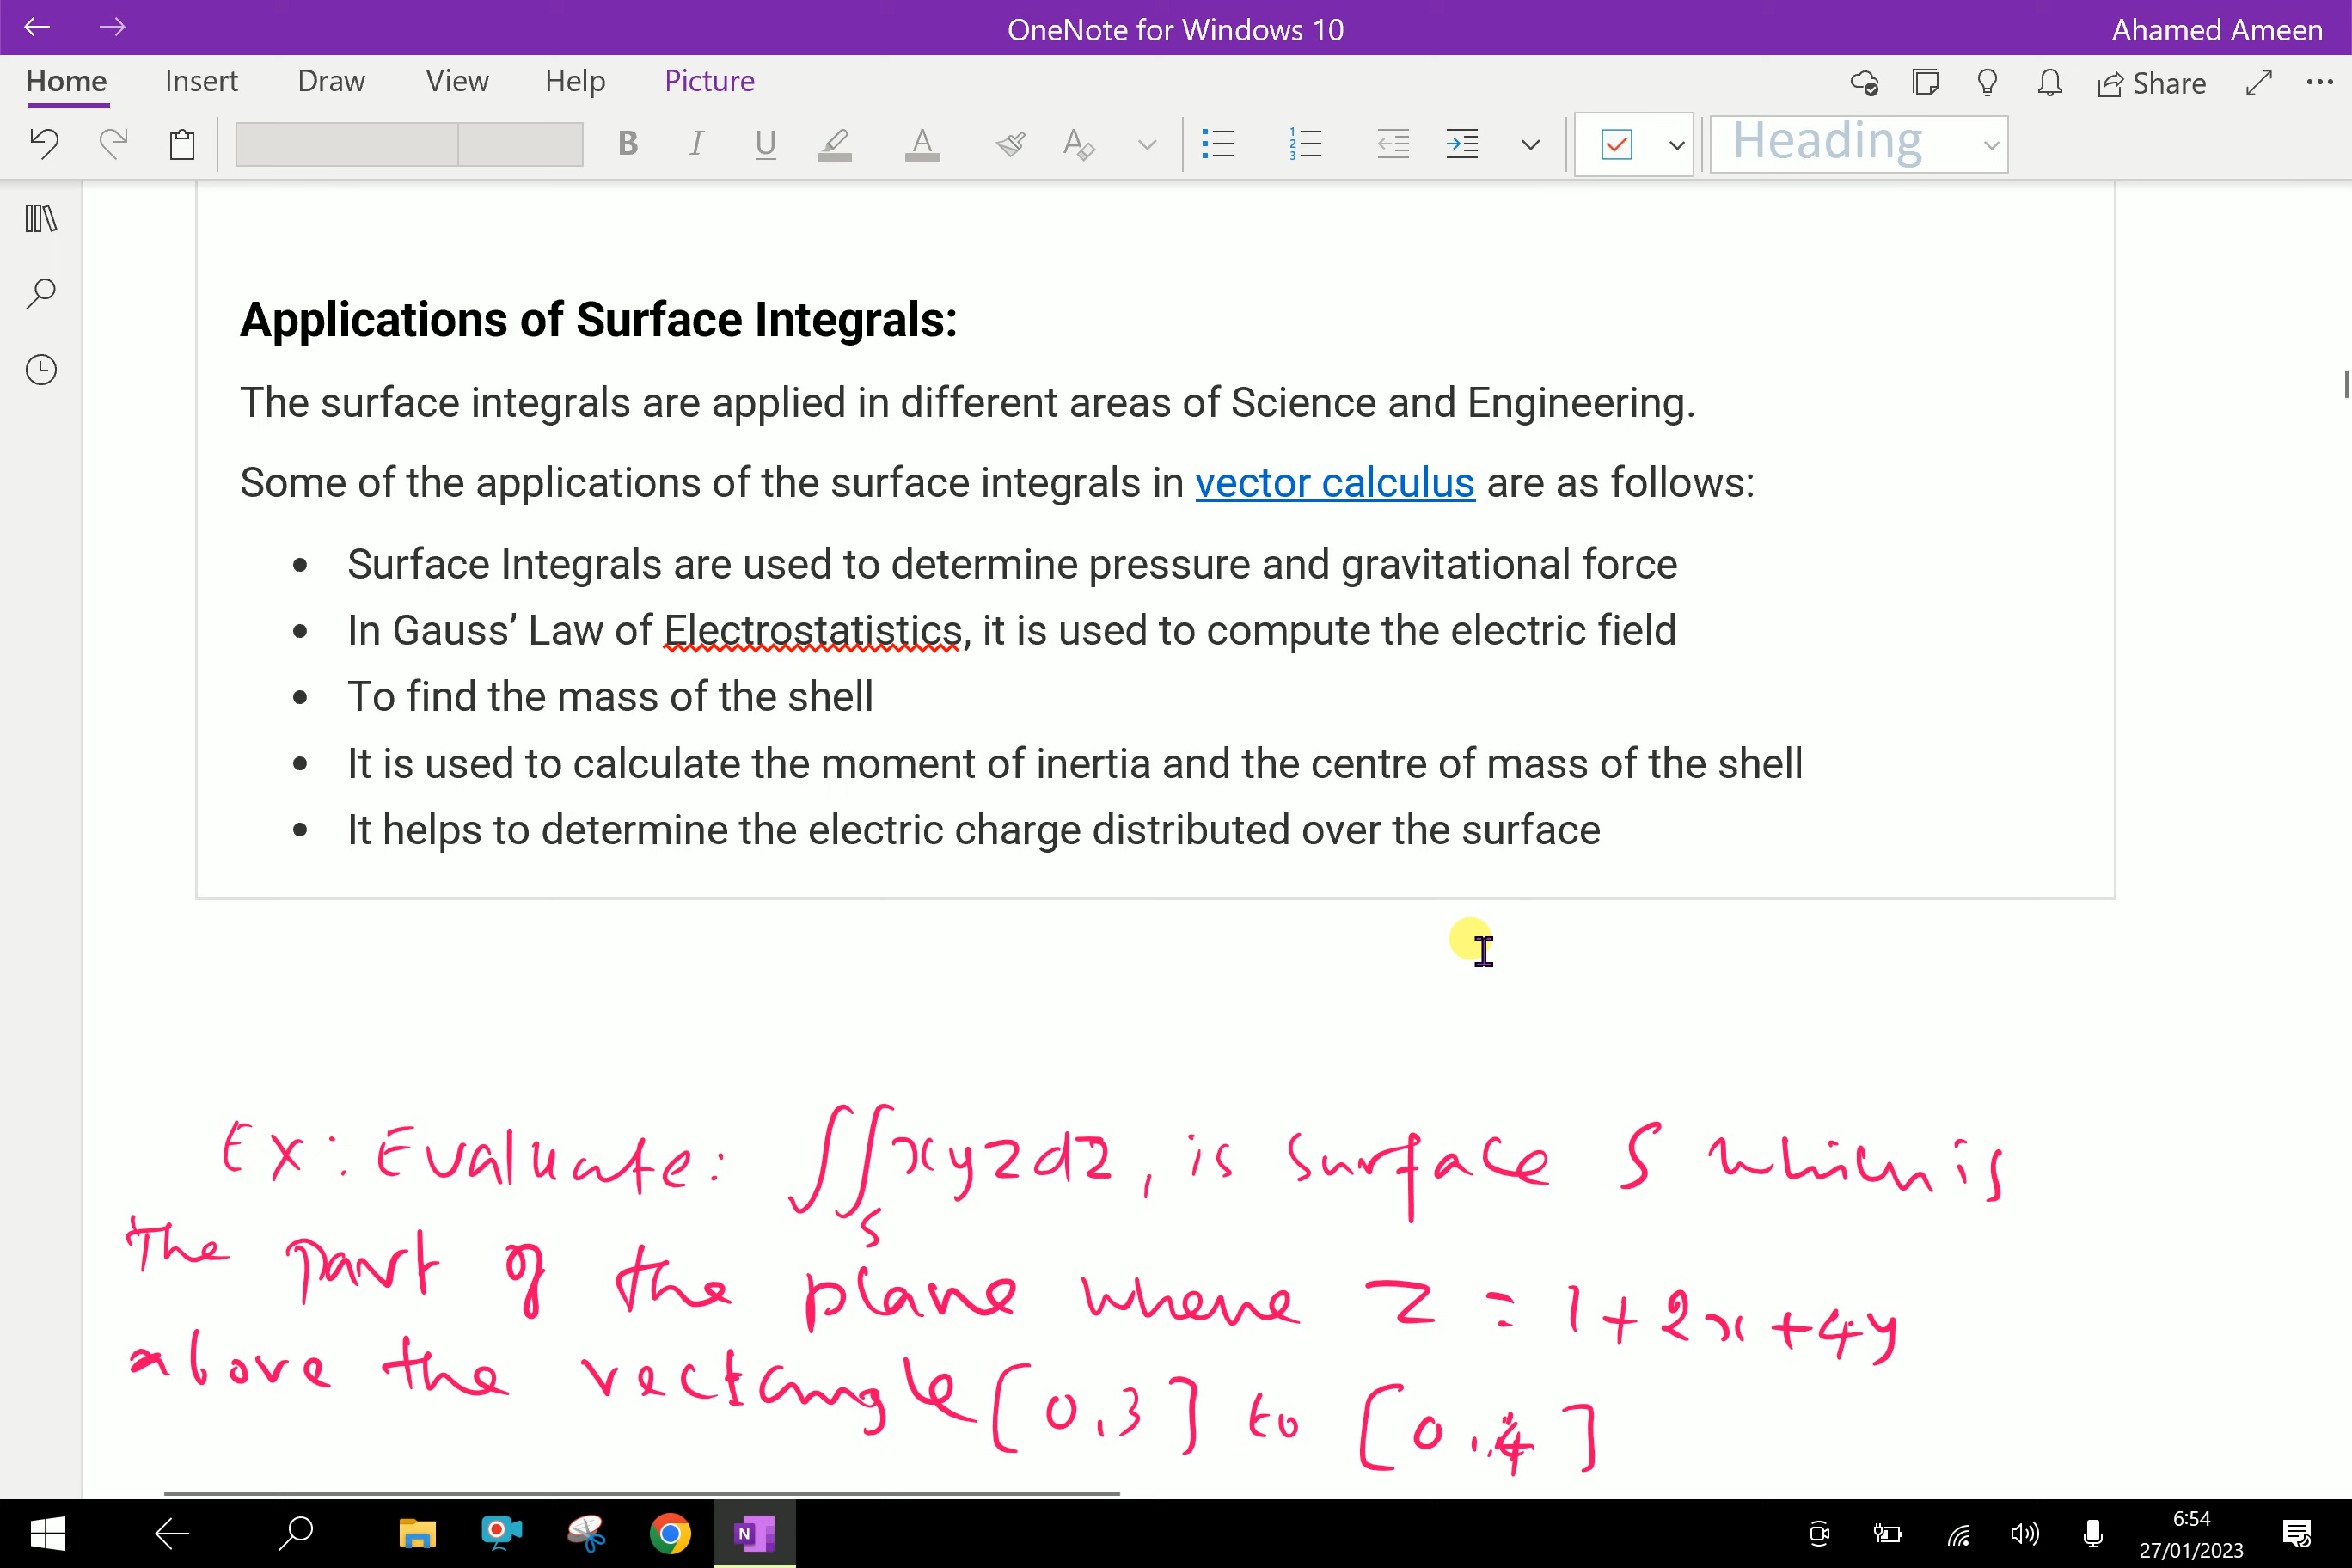 OneNote for Windows 10
Ahamed Ameen
Home Insert Draw View Help Picture
Share
B I U A A Heading
Applications of Surface Integrals:
The surface integrals are applied in different areas of Science and Engineering.
Some of the applications of the surface integrals in vector calculus are as follows:
• Surface Integrals are used to determine pressure and gravitational force
• In Gauss’ Law of Electrostatistics, it is used to compute the electric field
• To find the mass of the shell
• It is used to calculate the moment of inertia and the centre of mass of the shell
• It helps to determine the electric charge distributed over the surface
Ex: Evaluate: ∬ₛ xyzdz, is surface S which is
The part of the plane where z = 1+2x+4y
above the rectangle [0,3] to [0,4]
N
6:54
27/01/2023